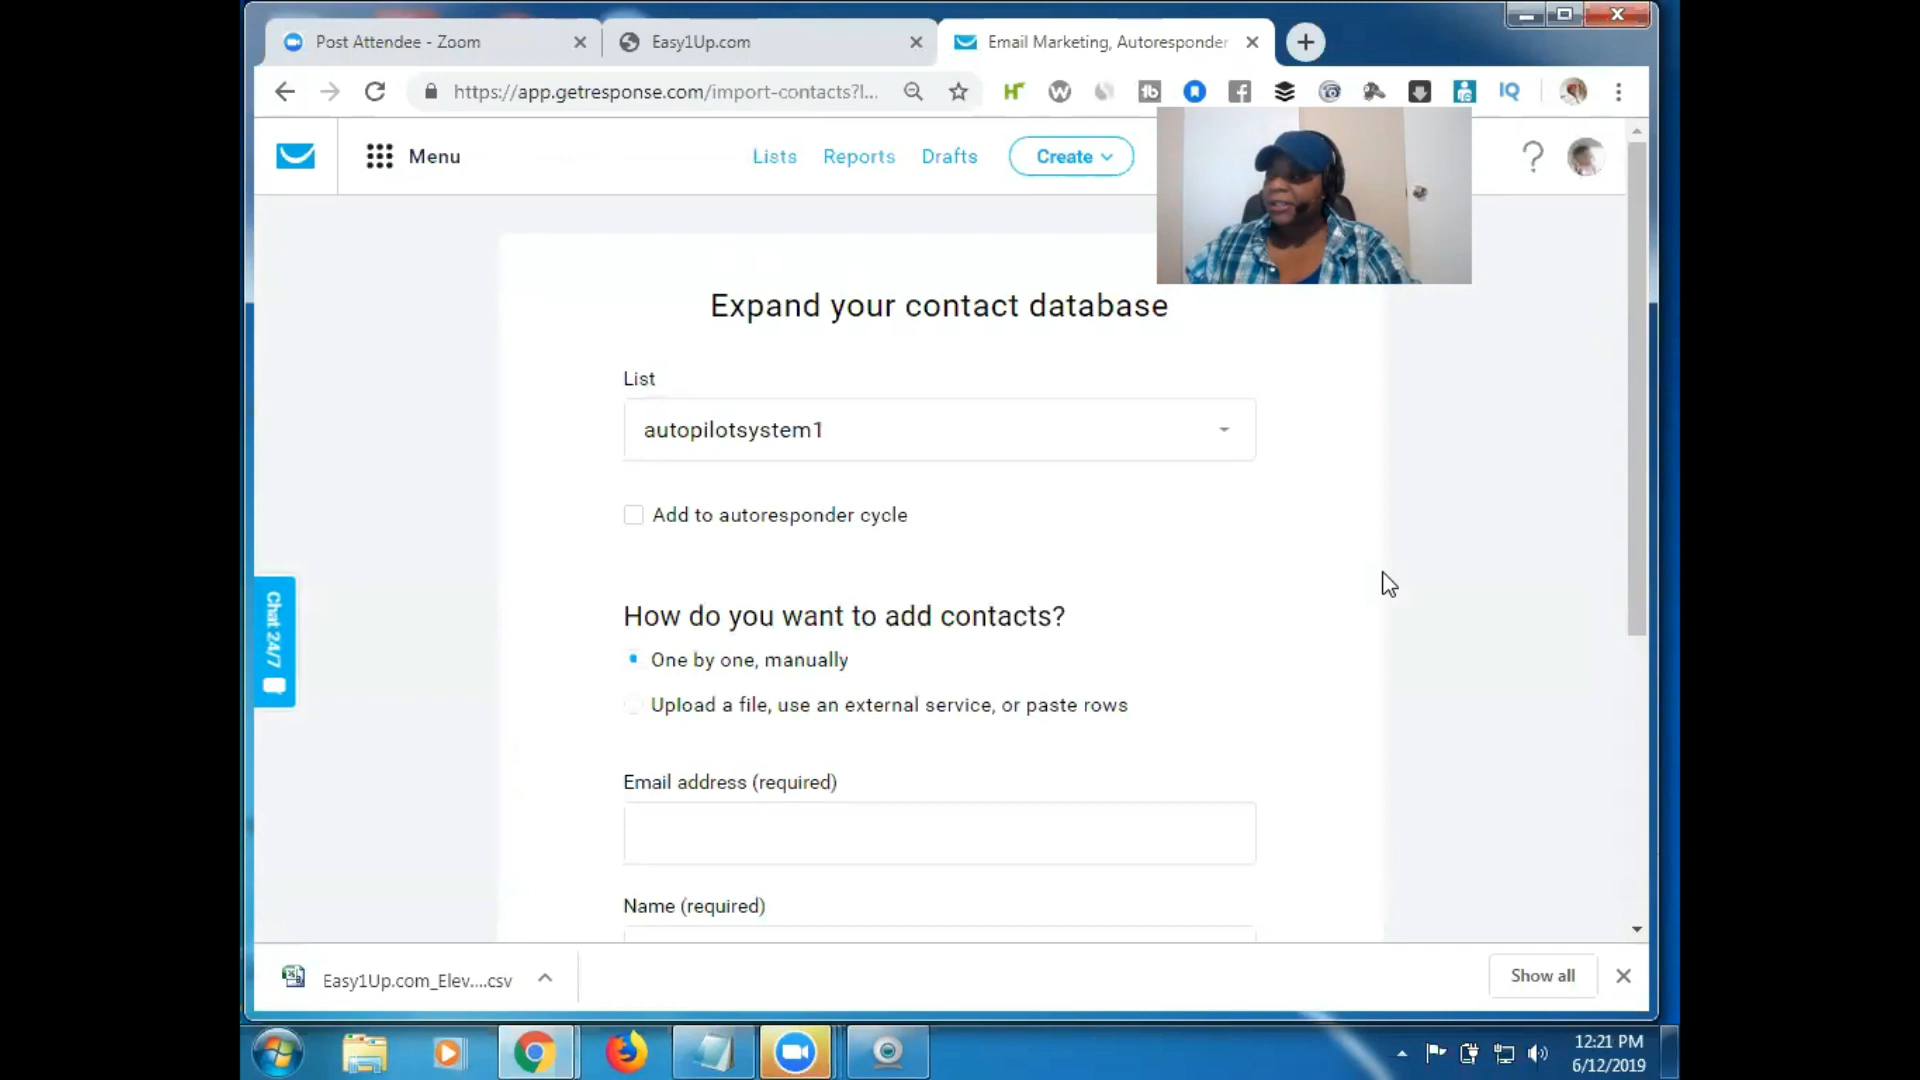 Post Attendee - Zoom
Easy1Up.com
Email Marketing, Autoresponder
https://app.getresponse.com/import-contacts?l...
Menu
Lists
Reports
Drafts
Create
Expand your contact database
List
autopilotsystem1
Add to autoresponder cycle
How do you want to add contacts?
One by one, manually
Upload a file, use an external service, or paste rows
Chat 24/7
Email address (required)
Name (required)
Easy1Up.com_Elev....csv
Show all
12:21 PM
6/12/2019